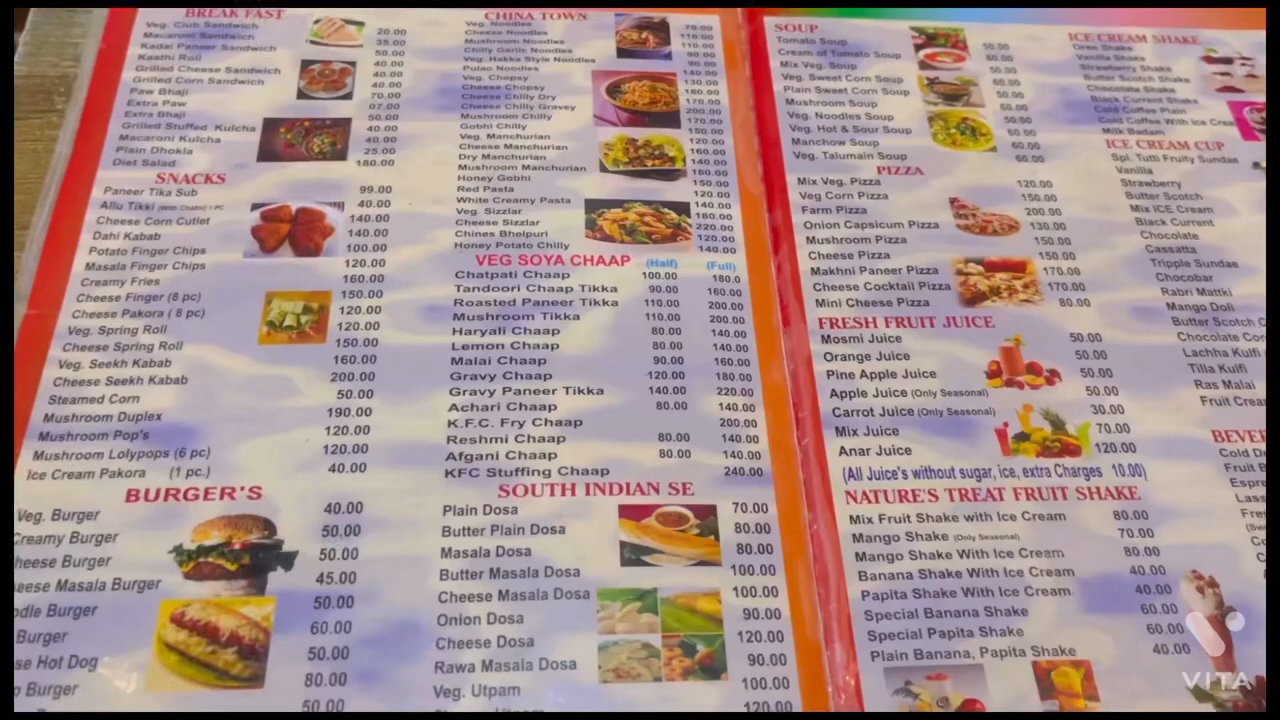 BREAK FAST
Veg. Club Sandwich 20.00
Macaroni Sandwich 35.00
Kadai Paneer Sandwich 50.00
Kaathi Roll 40.00
Grilled Cheese Sandwich 40.00
Grilled Corn Sandwich 40.00
Paw Bhaji 70.00
Extra Paw 07.00
Extra Bhaji 50.00
Grilled Stuffed Kulcha 40.00
Macaroni Kulcha 40.00
Plain Dhokla 25.00
Diet Salad 180.00
SNACKS
Paneer Tika Sub 99.00
Allu Tikki (With Chatni) 1 PC 40.00
Cheese Corn Cutlet 140.00
Dahi Kabab 140.00
Potato Finger Chips 100.00
Masala Finger Chips 120.00
Creamy Fries 160.00
Cheese Finger (8 pc) 150.00
Cheese Pakora ( 8 pc) 120.00
Veg. Spring Roll 120.00
Cheese Spring Roll 150.00
Veg. Seekh Kabab 160.00
Cheese Seekh Kabab 200.00
Steamed Corn 50.00
Mushroom Duplex 190.00
Mushroom Pop's 120.00
Mushroom Lolypops (6 pc) 120.00
Ice Cream Pakora (1 pc.) 40.00
BURGER'S
Veg. Burger 40.00
Creamy Burger 50.00
heese Burger 50.00
eese Masala Burger 45.00
odle Burger 50.00
Burger 60.00
se Hot Dog 50.00
Burger 80.00
50.00
CHINA TOWN
Veg. Noodles 70.00
Cheese Noodles 110.00
Mushroom Noodles 110.00
Chilly Garlic Noodles 90.00
Veg. Hakka Style Noodles 90.00
Pulao Noodles 140.00
Veg. Chopsy 130.00
Cheese Chopsy 160.00
Cheese Chilly Dry 170.00
Cheese Chilly Gravey 200.00
Mushroom Chilly 170.00
Gobhi Chilly 150.00
Veg. Manchurian 120.00
Cheese Manchurian 160.00
Dry Manchurian 140.00
Mushroom Manchurian 160.00
Honey Gobhi 150.00
Red Pasta 120.00
White Creamy Pasta 140.00
Veg. Sizzlar 180.00
Cheese Sizzlar 220.00
Chines Bhelpuri 120.00
Honey Potato Chilly 140.00
VEG SOYA CHAAP (Half) (Full)
Chatpati Chaap 100.00 180.0
Tandoori Chaap Tikka 90.00 160.00
Roasted Paneer Tikka 110.00 200.00
Mushroom Tikka 110.00 200.00
Haryali Chaap 80.00 140.00
Lemon Chaap 80.00 140.00
Malai Chaap 90.00 160.00
Gravy Chaap 120.00 180.00
Gravy Paneer Tikka 140.00 220.00
Achari Chaap 80.00 140.00
K.F.C. Fry Chaap 200.00
Reshmi Chaap 80.00 140.00
Afgani Chaap 80.00 140.00
KFC Stuffing Chaap 240.00
SOUTH INDIAN SE
Plain Dosa 70.00
Butter Plain Dosa 80.00
Masala Dosa 80.00
Butter Masala Dosa 100.00
Cheese Masala Dosa 100.00
Onion Dosa 90.00
Cheese Dosa 120.00
Rawa Masala Dosa 90.00
Veg. Utpam 100.00
120.00
SOUP
Tomato Soup 50.00
Cream of Tomato Soup 60.00
Mix Veg. Soup 50.00
Veg. Sweet Corn Soup 60.00
Plain Sweet Corn Soup 50.00
Mushroom Soup 60.00
Veg. Noodles Soup 50.00
Veg. Hot & Sour Soup 60.00
Manchow Soup 60.00
Veg. Talumain Soup 60.00
PIZZA
Mix Veg. Pizza 120.00
Veg Corn Pizza 150.00
Farm Pizza 200.00
Onion Capsicum Pizza 130.00
Mushroom Pizza 150.00
Cheese Pizza 150.00
Makhni Paneer Pizza 170.00
Cheese Cocktail Pizza 170.00
Mini Cheese Pizza 80.00
FRESH FRUIT JUICE
Mosmi Juice 50.00
Orange Juice 50.00
Pine Apple Juice 50.00
Apple Juice (Only Seasonal) 50.00
Carrot Juice (Only Seasonal) 30.00
Mix Juice 70.00
Anar Juice 120.00
(All Juice's without sugar, ice, extra Charges 10.00)
NATURE'S TREAT FRUIT SHAKE
Mix Fruit Shake with Ice Cream 80.00
Mango Shake (Only Seasonal) 70.00
Mango Shake With Ice Cream 80.00
Banana Shake With Ice Cream 40.00
Papita Shake With Ice Cream 40.00
Special Banana Shake 60.00
Special Papita Shake 60.00
Plain Banana, Papita Shake 40.00
ICE CREAM SHAKE
Oreo Shake
Vanilla Shake
Strawberry Shake
Butter Scotch Shake
Chocolate Shake
Black Current Shake
Cold Coffee Plain
Cold Coffee With Ice Crea
Milk Badam
ICE CREAM CUP
Spl. Tutti Fruity Sundae
Vanilla
Strawberry
Butter Scotch
Mix ICE Cream
Black Current
Chocolate
Cassatta
Tripple Sundae
Chocobar
Rabri Mattki
Mango Doli
Butter Scotch C
Chocolate Cor
Lachha Kulfi
Tilla Kulfi
Ras Malai
Fruit Crea
BEVE
Cold D
Fruit B
Espre
Lass
Fre
(Sw
Co
C
VITA